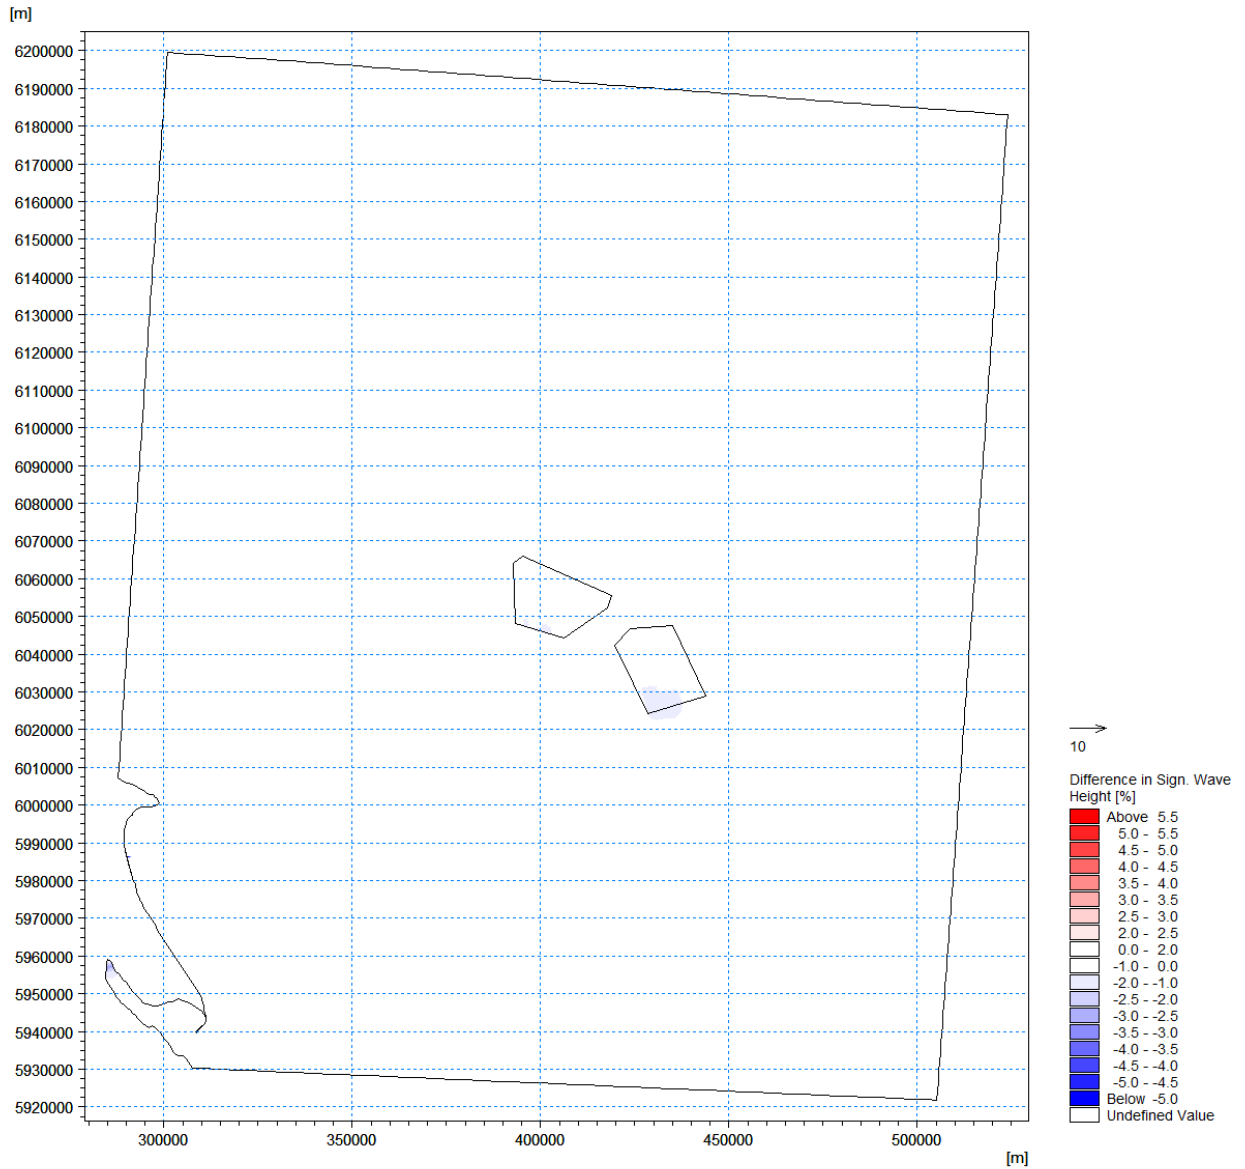 [m]
6200000
6190000
6180000
6170000
6160000
6150000
6140000
6130000
6120000
6110000
6100000
6090000
6080000
6070000
6060000
6050000
6040000
6030000
6020000
6010000
6000000
5990000
5980000
5970000
5960000
5950000
5940000
5930000
5920000
300000 350000 400000 450000 500000
[m]
10
Difference in Sign. Wave
Height [%]
Above 5.5
5.0 - 5.5
4.5 - 5.0
4.0 - 4.5
3.5 - 4.0
3.0 - 3.5
2.5 - 3.0
2.0 - 2.5
0.0 - 2.0
-1.0 - 0.0
-2.0 - -1.0
-2.5 - -2.0
-3.0 - -2.5
-3.5 - -3.0
-4.0 - -3.5
-4.5 - -4.0
-5.0 - -4.5
Below -5.0
Undefined Value